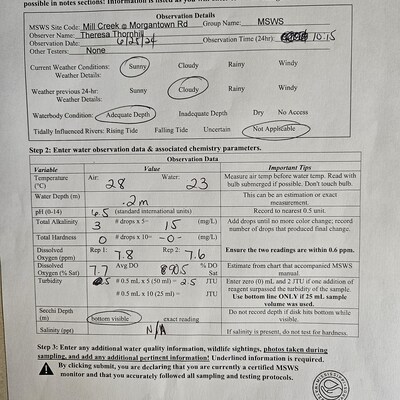 possible in notes sections! Information is listed as you will
Observation Details
MSWS Site Code: Mill Creek @ Morgantown Rd Group Name: MSWS
Observer Name: Theresa Thornhill
Observation Date: 6/28/24 Observation Time (24hr): 10:15
Other Testers: None
Current Weather Conditions: Sunny Cloudy Rainy Windy
Weather Details:
Weather previous 24-hr: Sunny Cloudy Rainy Windy
Weather Details:
Waterbody Condition: Adequate Depth Inadequate Depth Dry No Access
Tidally Influenced Rivers: Rising Tide Falling Tide Uncertain Not Applicable
Step 2: Enter water observation data & associated chemistry parameters.
Observation Data
Variable Value Important Tips
Temperature (°C) Air: 28 Water: 23 Measure air temp before water temp. Read with bulb submerged if possible. Don't touch bulb.
Water Depth (m) .2m This can be an estimation or exact measurement.
pH (0-14) 6.5 (standard international units) Record to nearest 0.5 unit.
Total Alkalinity 3 # drops x 5= 15 (mg/L) Add drops until no more color change; record number of drops that produced final change.
Total Hardness 0 # drops x 10= -0- (mg/L)
Dissolved Oxygen (ppm) Rep 1: 7.8 Rep 2: 7.6 Ensure the two readings are within 0.6 ppm.
Dissolved Oxygen (% Sat) 7.7 Avg DO % DO Sat Estimate from chart that accompanied MSWS manual.
Turbidity # 0.5 mL x 5 (50 ml) = 2.5 JTU Enter zero (0) mL and 2 JTU if one addition of reagent surpassed the turbidity of the sample.
# 0.5 mL x 10 (25 ml) = JTU Use bottom line ONLY if 25 mL sample volume was used.
Secchi Depth (m) bottom visible exact reading Do not record depth if disk hits bottom while visible.
Salinity (ppt) N/A If salinity is present, do not test for hardness.
Step 3: Enter any additional water quality information, wildlife sightings, photos taken during
sampling, and add any additional pertinent information! Underlined information is required.
By clicking submit, you are declaring that you are currently a certified MSWS
monitor and that you accurately followed all sampling and testing protocols.